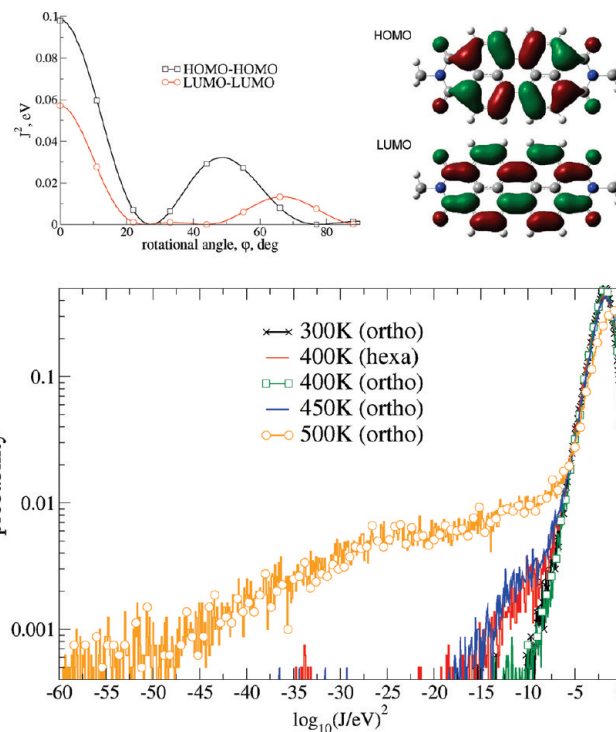 0.1
0.08
0.06
0.04
0.02
0
J², eV
HOMO-HOMO
LUMO-LUMO
0 20 40 60 80
rotational angle, φ, deg
HOMO
LUMO
300K (ortho)
400K (hexa)
400K (ortho)
450K (ortho)
500K (ortho)
0.1
0.01
0.001
-60 -55 -50 -45 -40 -35 -30 -25 -20 -15 -10 -5
log₁₀(J/eV)²